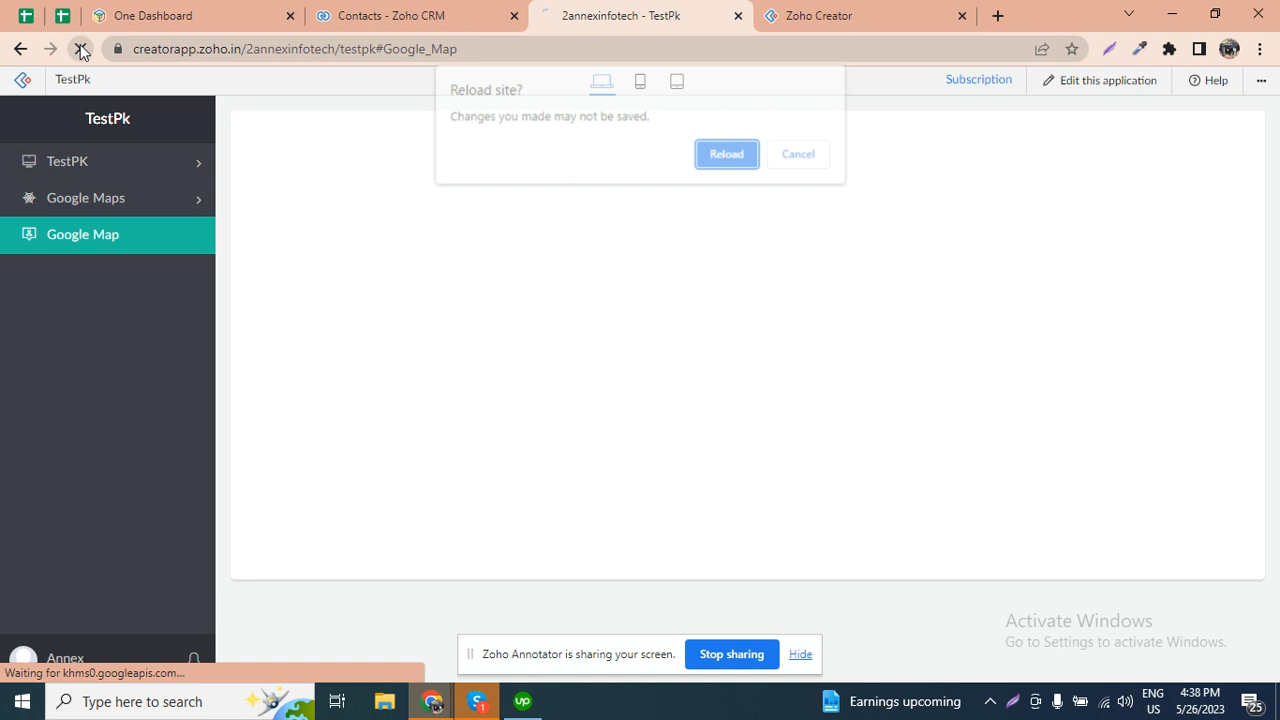 One Dashboard
Contacts - Zoho CRM
2annexinfotech - TestPk
Zoho Creator
creatorapp.zoho.in/2annexinfotech/testpk#Google_Map
TestPk
Subscription
Edit this application
Help
Reload site?
Changes you made may not be saved.
Reload
Cancel
TestPk
TestPK
Google Maps
Google Map
Annex
Waiting for khms0.googleapis.com...
Zoho Annotator is sharing your screen.
Stop sharing
Hide
Activate Windows
Go to Settings to activate Windows.
Type here to search
up
1
Earnings upcoming
ENG
US
4:38 PM
5/26/2023
25